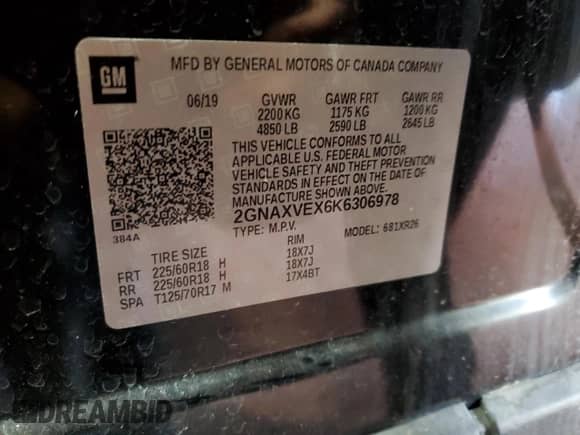 GM
MFD BY GENERAL MOTORS OF CANADA COMPANY
06/19 GVWR GAWR FRT GAWR RR
2200 KG 1175 KG 1200 KG
4850 LB 2590 LB 2645 LB
THIS VEHICLE CONFORMS TO ALL
APPLICABLE U.S. FEDERAL MOTOR
VEHICLE SAFETY AND THEFT PREVENTION
STANDARDS IN EFFECT ON THE DATE OF
MANUFACTURE SHOWN ABOVE.
2GNAXVEX6K6306978
384A TYPE: M.P.V. MODEL: 681XR26
TIRE SIZE RIM
FRT 225/60R18 H 18X7J
RR 225/60R18 H 18X7J
SPA T125/70R17 M 17X4BT
DREAMBID